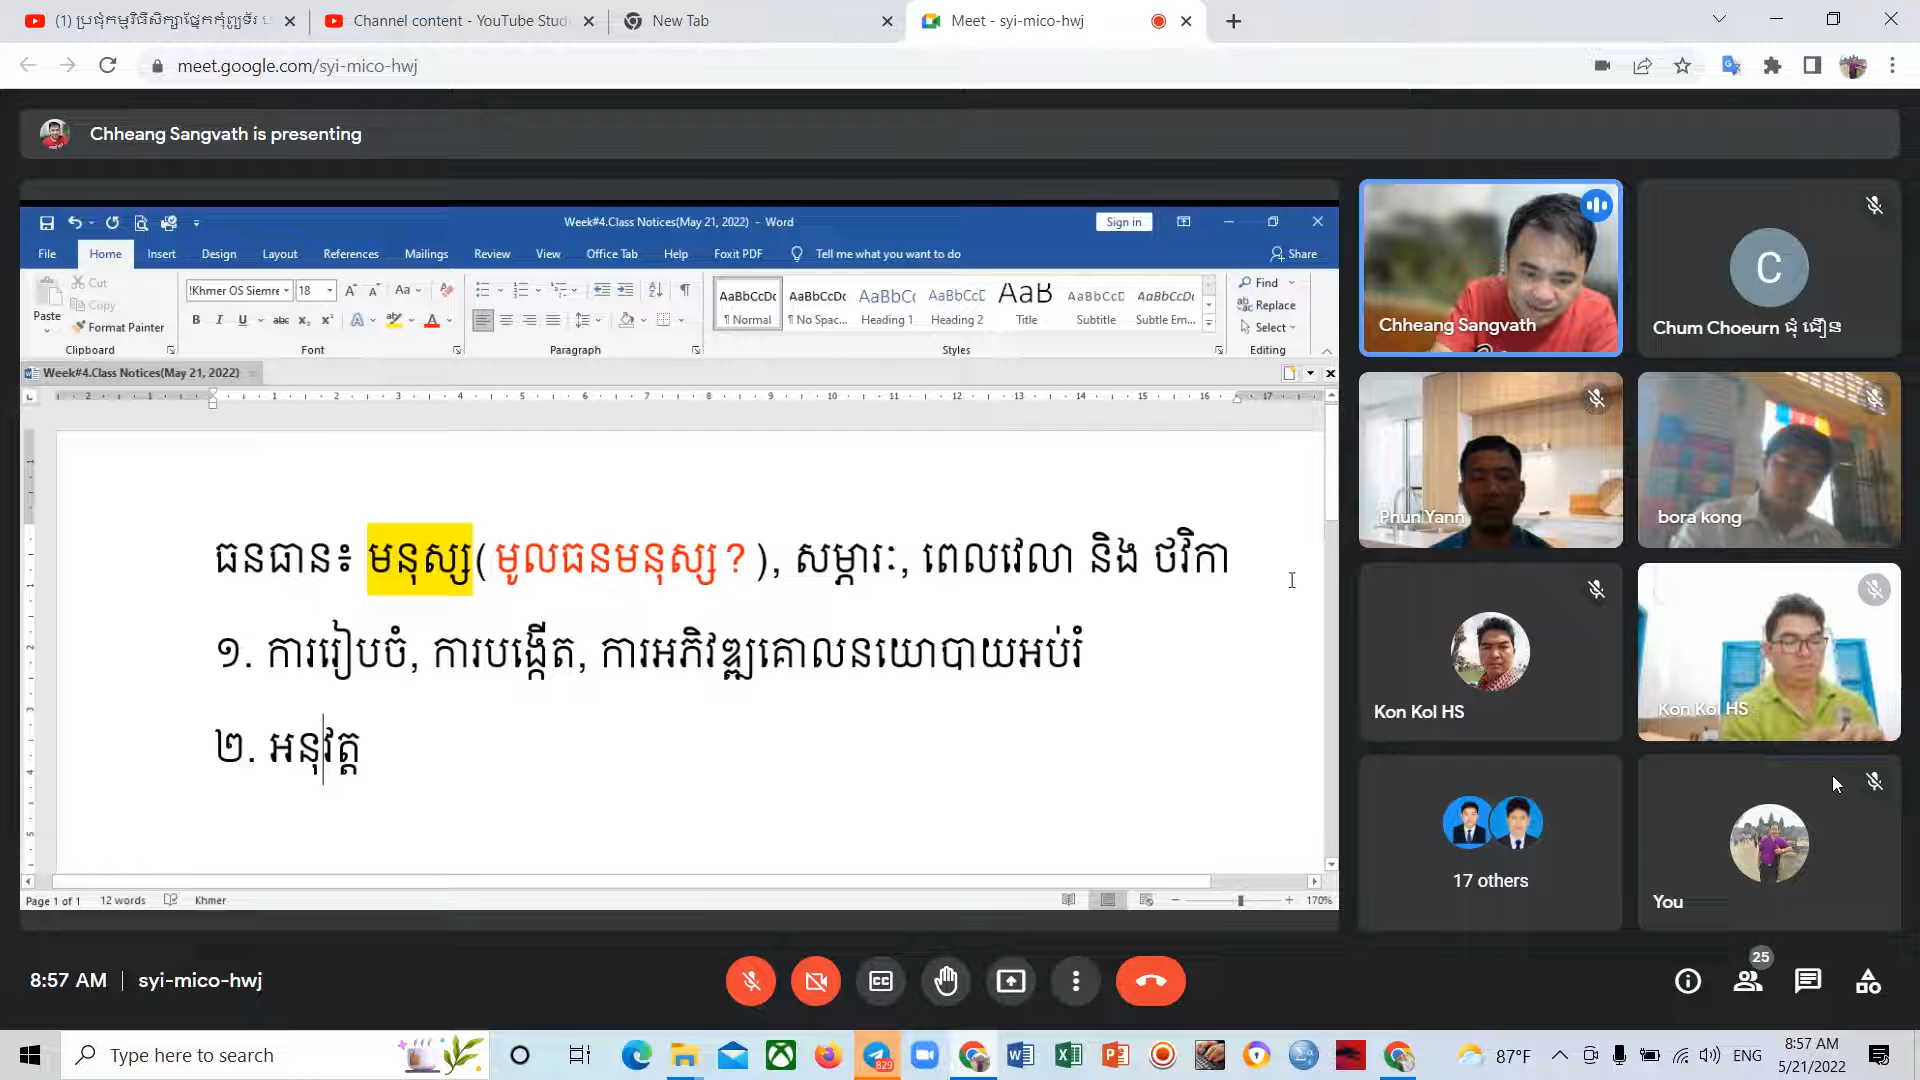 (1) ប្រជុំកម្មវិធីសិក្សាផ្នែកកុំព្យូទ័រ
Channel content - YouTube Stud
New Tab
Meet - syi-mico-hwj
meet.google.com/syi-mico-hwj
Chheang Sangvath is presenting
Week#4.Class Notices(May 21, 2022) - Word
Sign in
File Home Insert Design Layout References Mailings Review View Office Tab Help Foxit PDF Tell me what you want to do Share
Paste
Cut
Copy
Format Painter
Clipboard
!Khmer OS Siemre 18
Font
Paragraph
AaBbCcDc AaBbCcDc AaBbCc AaBbCcD AaB AaBbCcD AaBbCcDc
¶ Normal ¶ No Spac... Heading 1 Heading 2 Title Subtitle Subtle Em...
Styles
Find
Replace
Select
Editing
Week#4.Class Notices(May 21, 2022)
ធនធាន៖ មនុស្ស(មូលធនមនុស្ស?), សម្ភារៈ, ពេលវេលា និង ថវិកា
១. ការរៀបចំ, ការបង្កើត, ការអភិវឌ្ឍគោលនយោបាយអប់រំ
២. អនុវត្ត
Page 1 of 1 12 words Khmer 170%
Chheang Sangvath
C
Chum Choeurn ជុំ ជឿន
Phun Yann
bora kong
Kon Kol HS
Kon Kol HS
17 others
You
8:57 AM | syi-mico-hwj
25
Type here to search
829
87°F
ENG
8:57 AM
5/21/2022